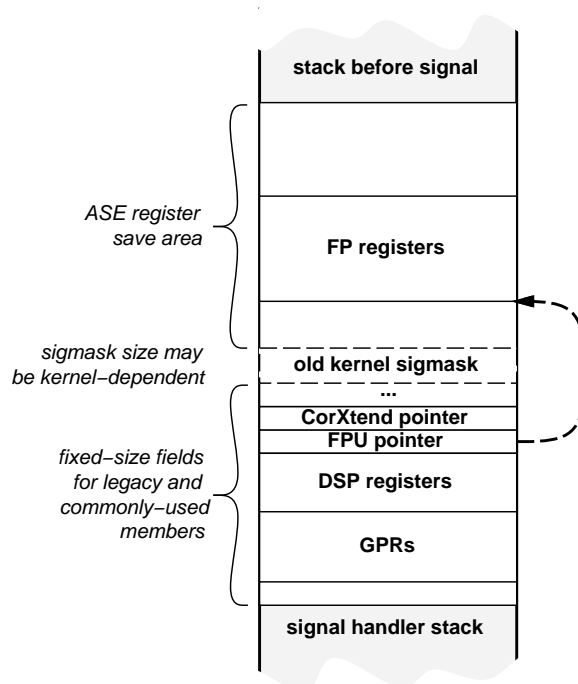 stack before signal
ASE register
save area
FP registers
sigmask size may
be kernel−dependent
old kernel sigmask
...
CorXtend pointer
FPU pointer
fixed−size fields
for legacy and
commonly−used
members
DSP registers
GPRs
signal handler stack